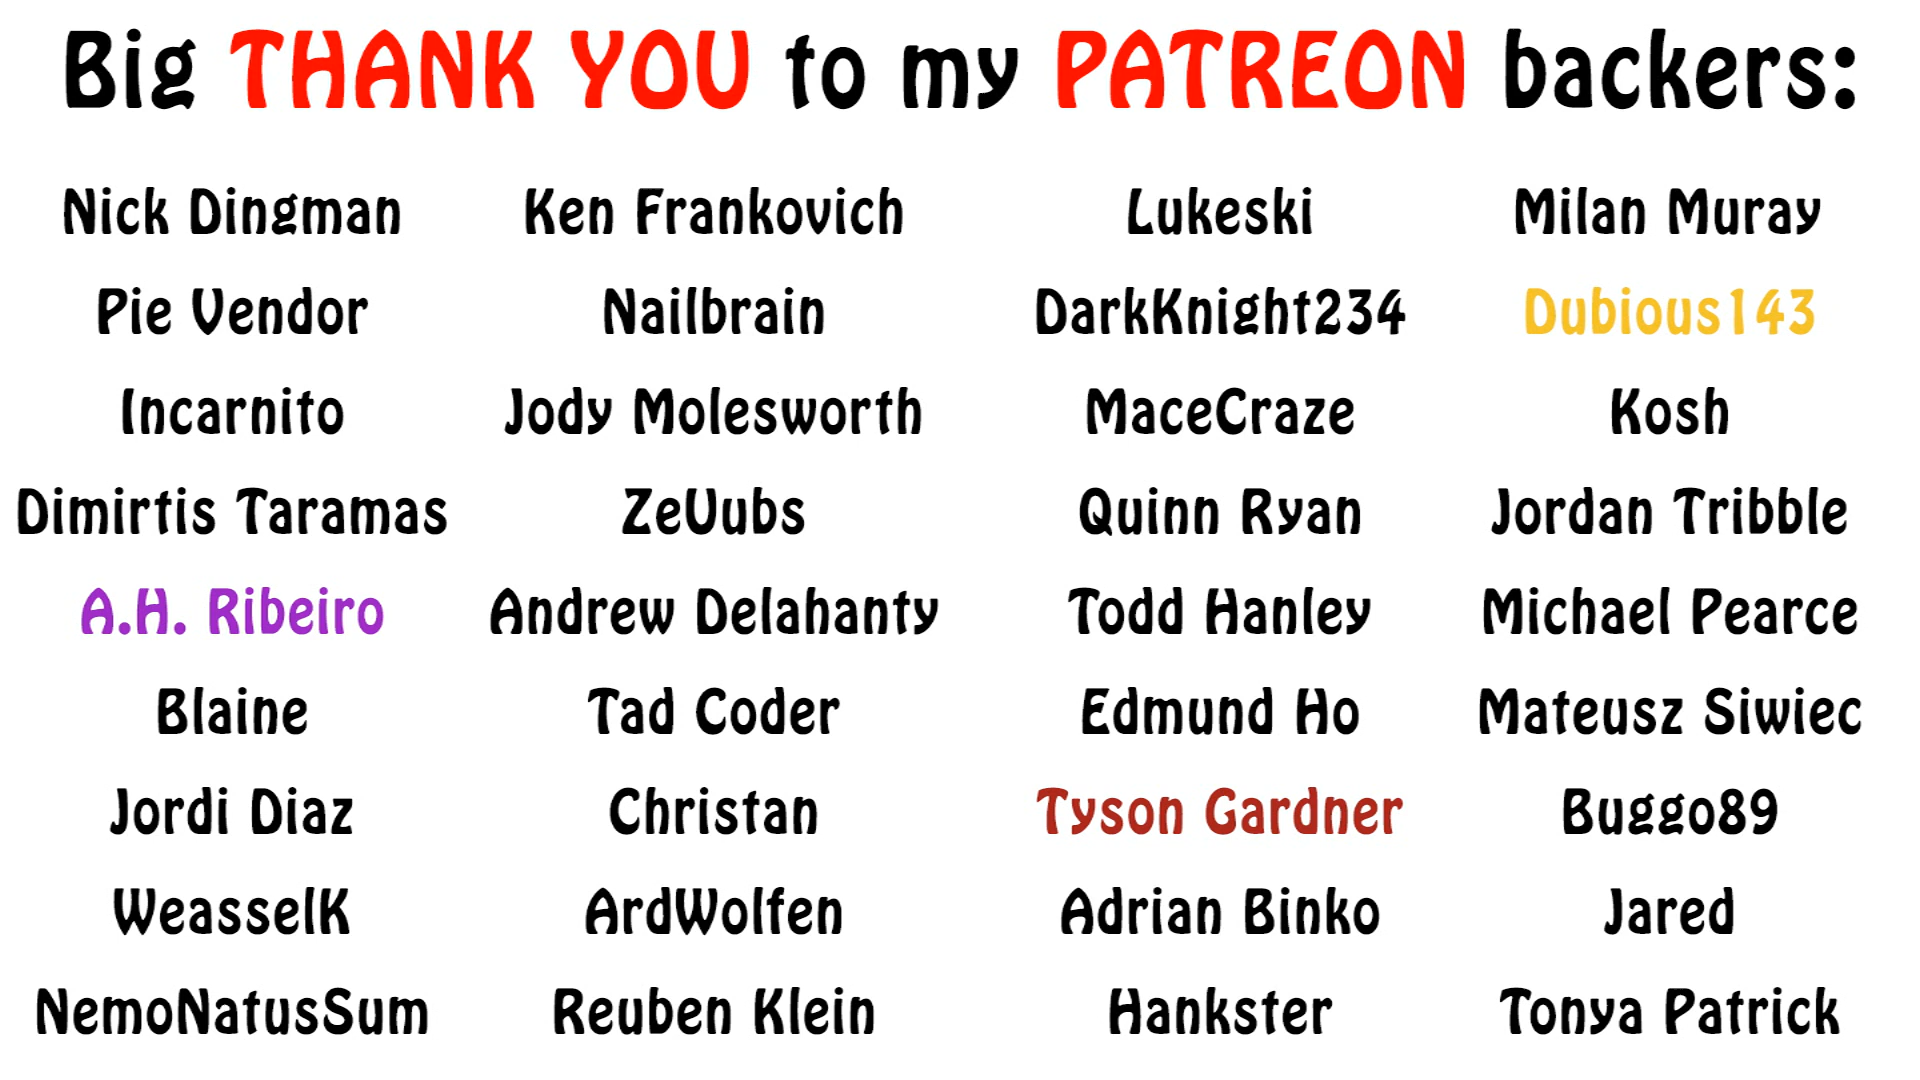 Big THANK YOU to my PATREON backers:
Nick Dingman Ken Frankovich Lukeski Milan Muray
Pie Vendor Nailbrain DarkKnight234 Dubious143
Incarnito Jody Molesworth MaceCraze Kosh
Dimirtis Taramas ZeUubs Quinn Ryan Jordan Tribble
A.H. Ribeiro Andrew Delahanty Todd Hanley Michael Pearce
Blaine Tad Coder Edmund Ho Mateusz Siwiec
Jordi Diaz Christan Tyson Gardner Buggo89
WeasselK ArdWolfen Adrian Binko Jared
NemoNatusSum Reuben Klein Hankster Tonya Patrick